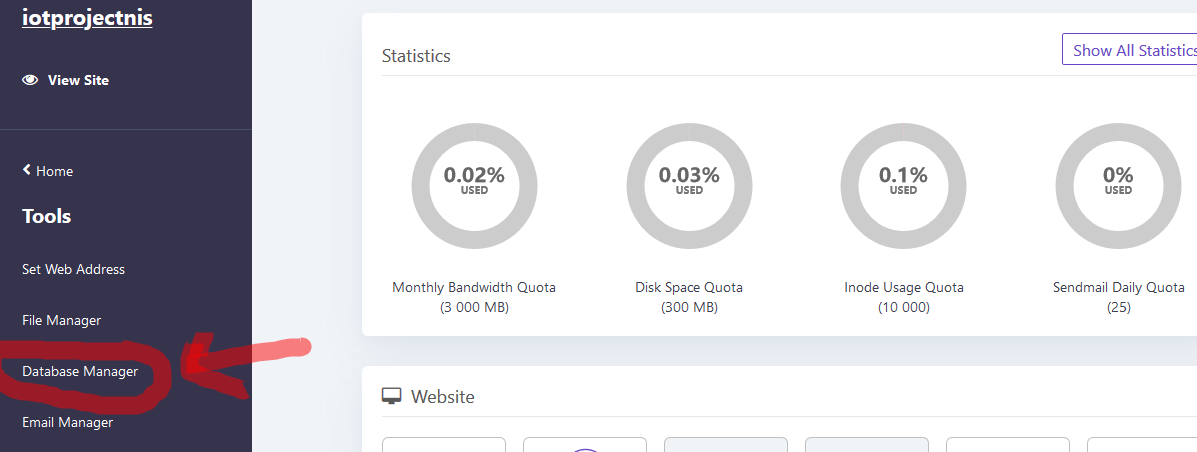 iotprojectnis
View Site
Home
Tools
Set Web Address
File Manager
Database Manager
Email Manager
Statistics
Show All Statistics
0.02%
USED
0.03%
USED
0.1%
USED
0%
USED
Monthly Bandwidth Quota
(3 000 MB)
Disk Space Quota
(300 MB)
Inode Usage Quota
(10 000)
Sendmail Daily Quota
(25)
Website